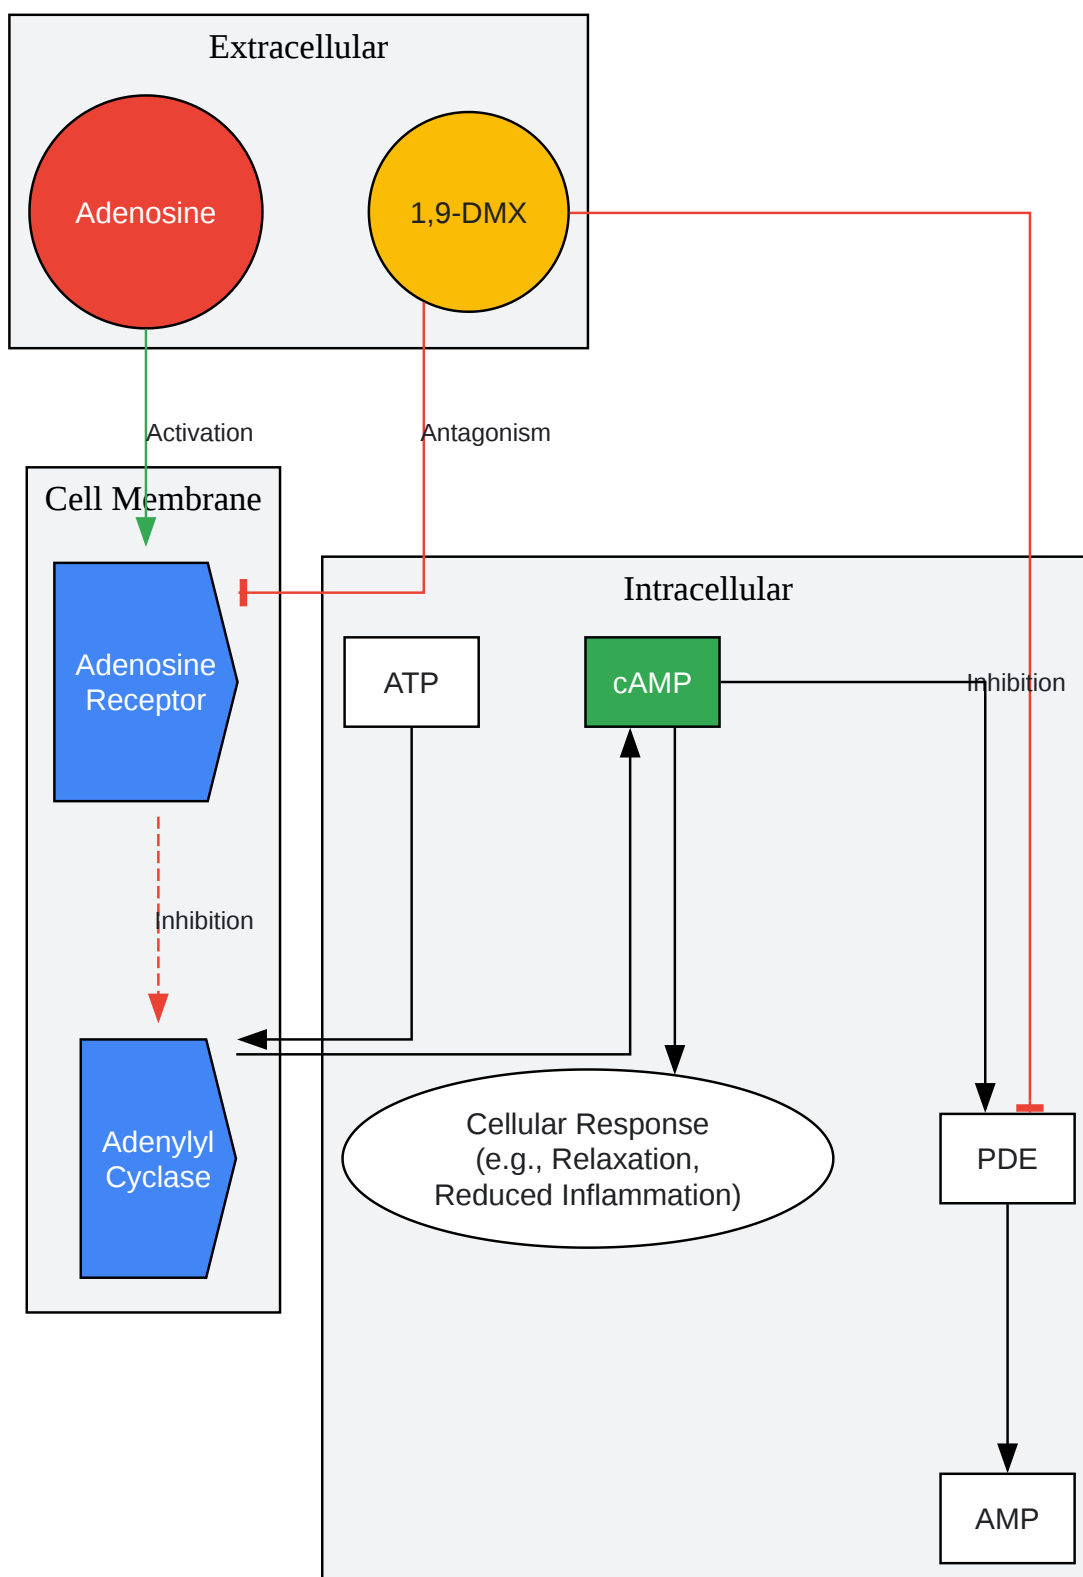 Extracellular
Adenosine
1,9-DMX
Activation
Antagonism
Cell Membrane
Intracellular
Adenosine
Receptor
ATP
cAMP
Inhibition
Inhibition
Adenylyl
Cyclase
Cellular Response
(e.g., Relaxation,
Reduced Inflammation)
PDE
AMP